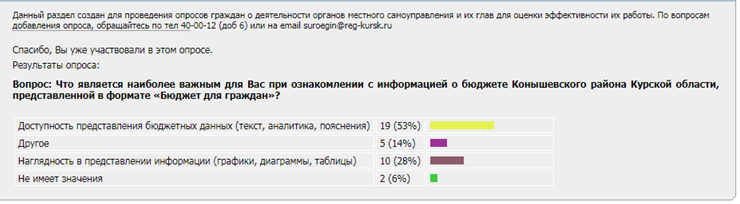 Данный раздел создан для проведения опросов граждан о деятельности органов местного самоуправления и их глав для оценки эффективности их работы. По вопросам
добавления опроса, обращайтесь по тел 40-00-12 (доб 6) или на email suroegin@reg-kursk.ru
Спасибо, Вы уже участвовали в этом опросе.
Результаты опроса:
Вопрос: Что является наиболее важным для Вас при ознакомлении с информацией о бюджете Конышевского района Курской области,
представленной в формате «Бюджет для граждан»?
Доступность представления бюджетных данных (текст, аналитика, пояснения) 19 (53%)
Другое 5 (14%)
Наглядность в представлении информации (графики, диаграммы, таблицы) 10 (28%)
Не имеет значения 2 (6%)